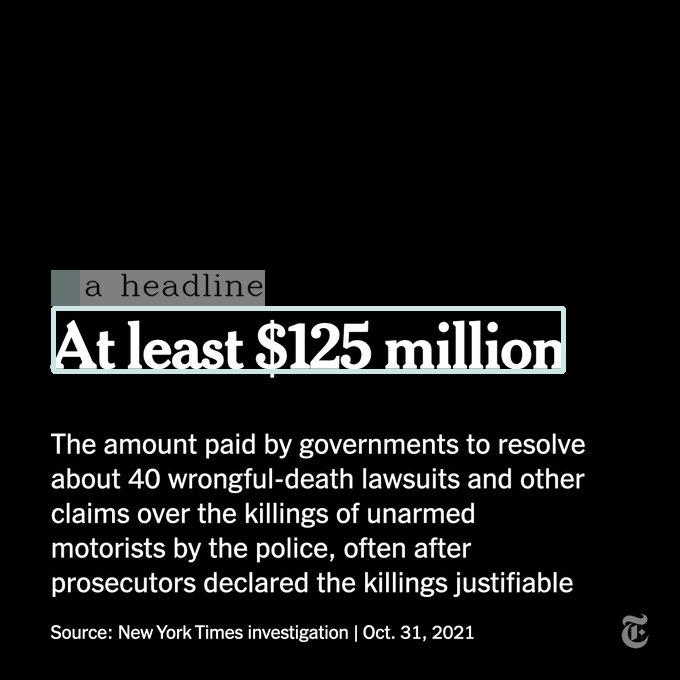 a headline
At least $125 million
The amount paid by governments to resolve
about 40 wrongful-death lawsuits and other
claims over the killings of unarmed
motorists by the police, often after
prosecutors declared the killings justifiable
Source: New York Times investigation | Oct. 31, 2021
T